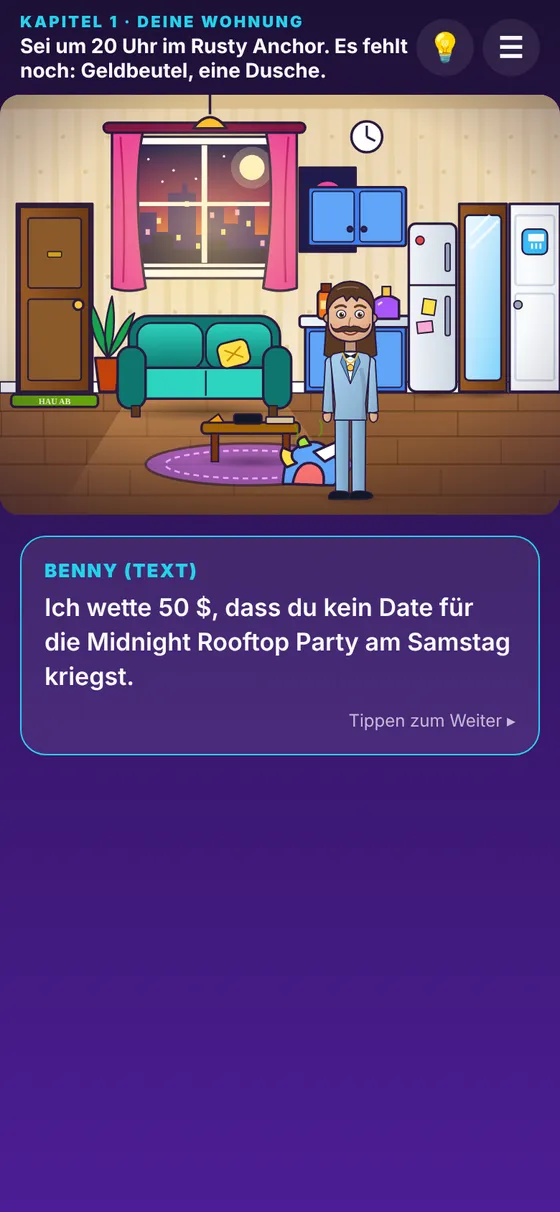 KAPITEL 1 · DEINE WOHNUNG
Sei um 20 Uhr im Rusty Anchor. Es fehlt
noch: Geldbeutel, eine Dusche.
HAU AB
BENNY (TEXT)
Ich wette 50 $, dass du kein Date für
die Midnight Rooftop Party am Samstag
kriegst.
Tippen zum Weiter ▸